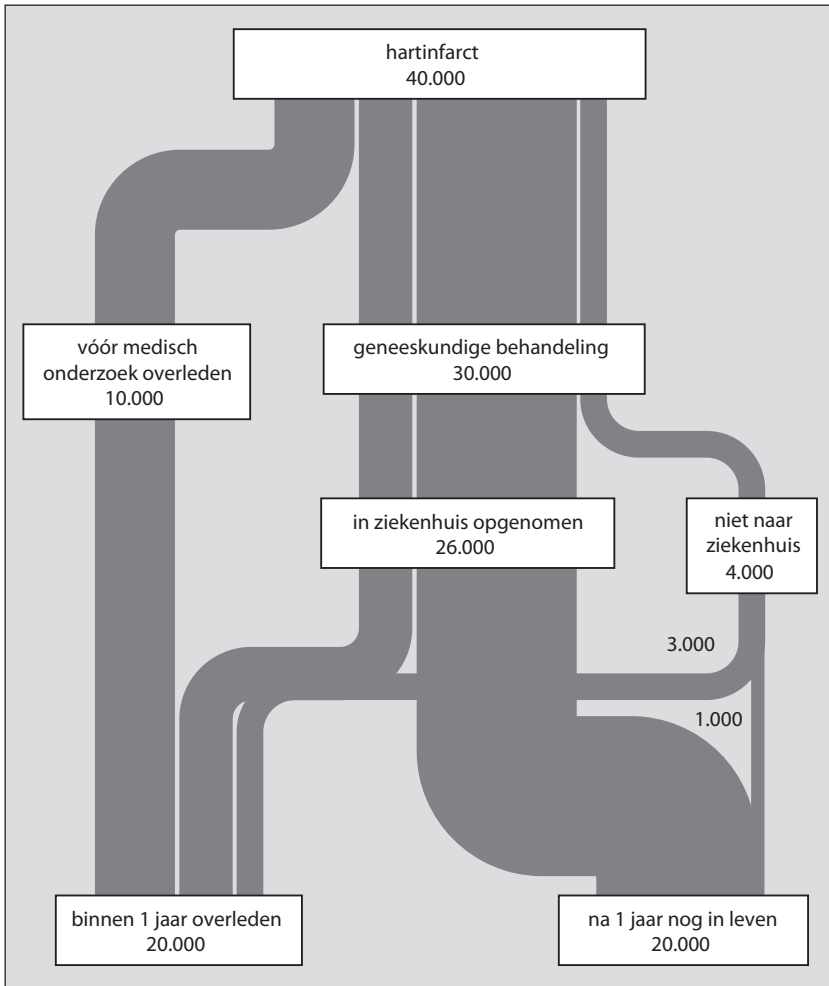 hartinfarct
40.000
vóór medisch
onderzoek overleden
10.000
geneeskundige behandeling
30.000
in ziekenhuis opgenomen
26.000
niet naar
ziekenhuis
4.000
3.000
1.000
binnen 1 jaar overleden
20.000
na 1 jaar nog in leven
20.000